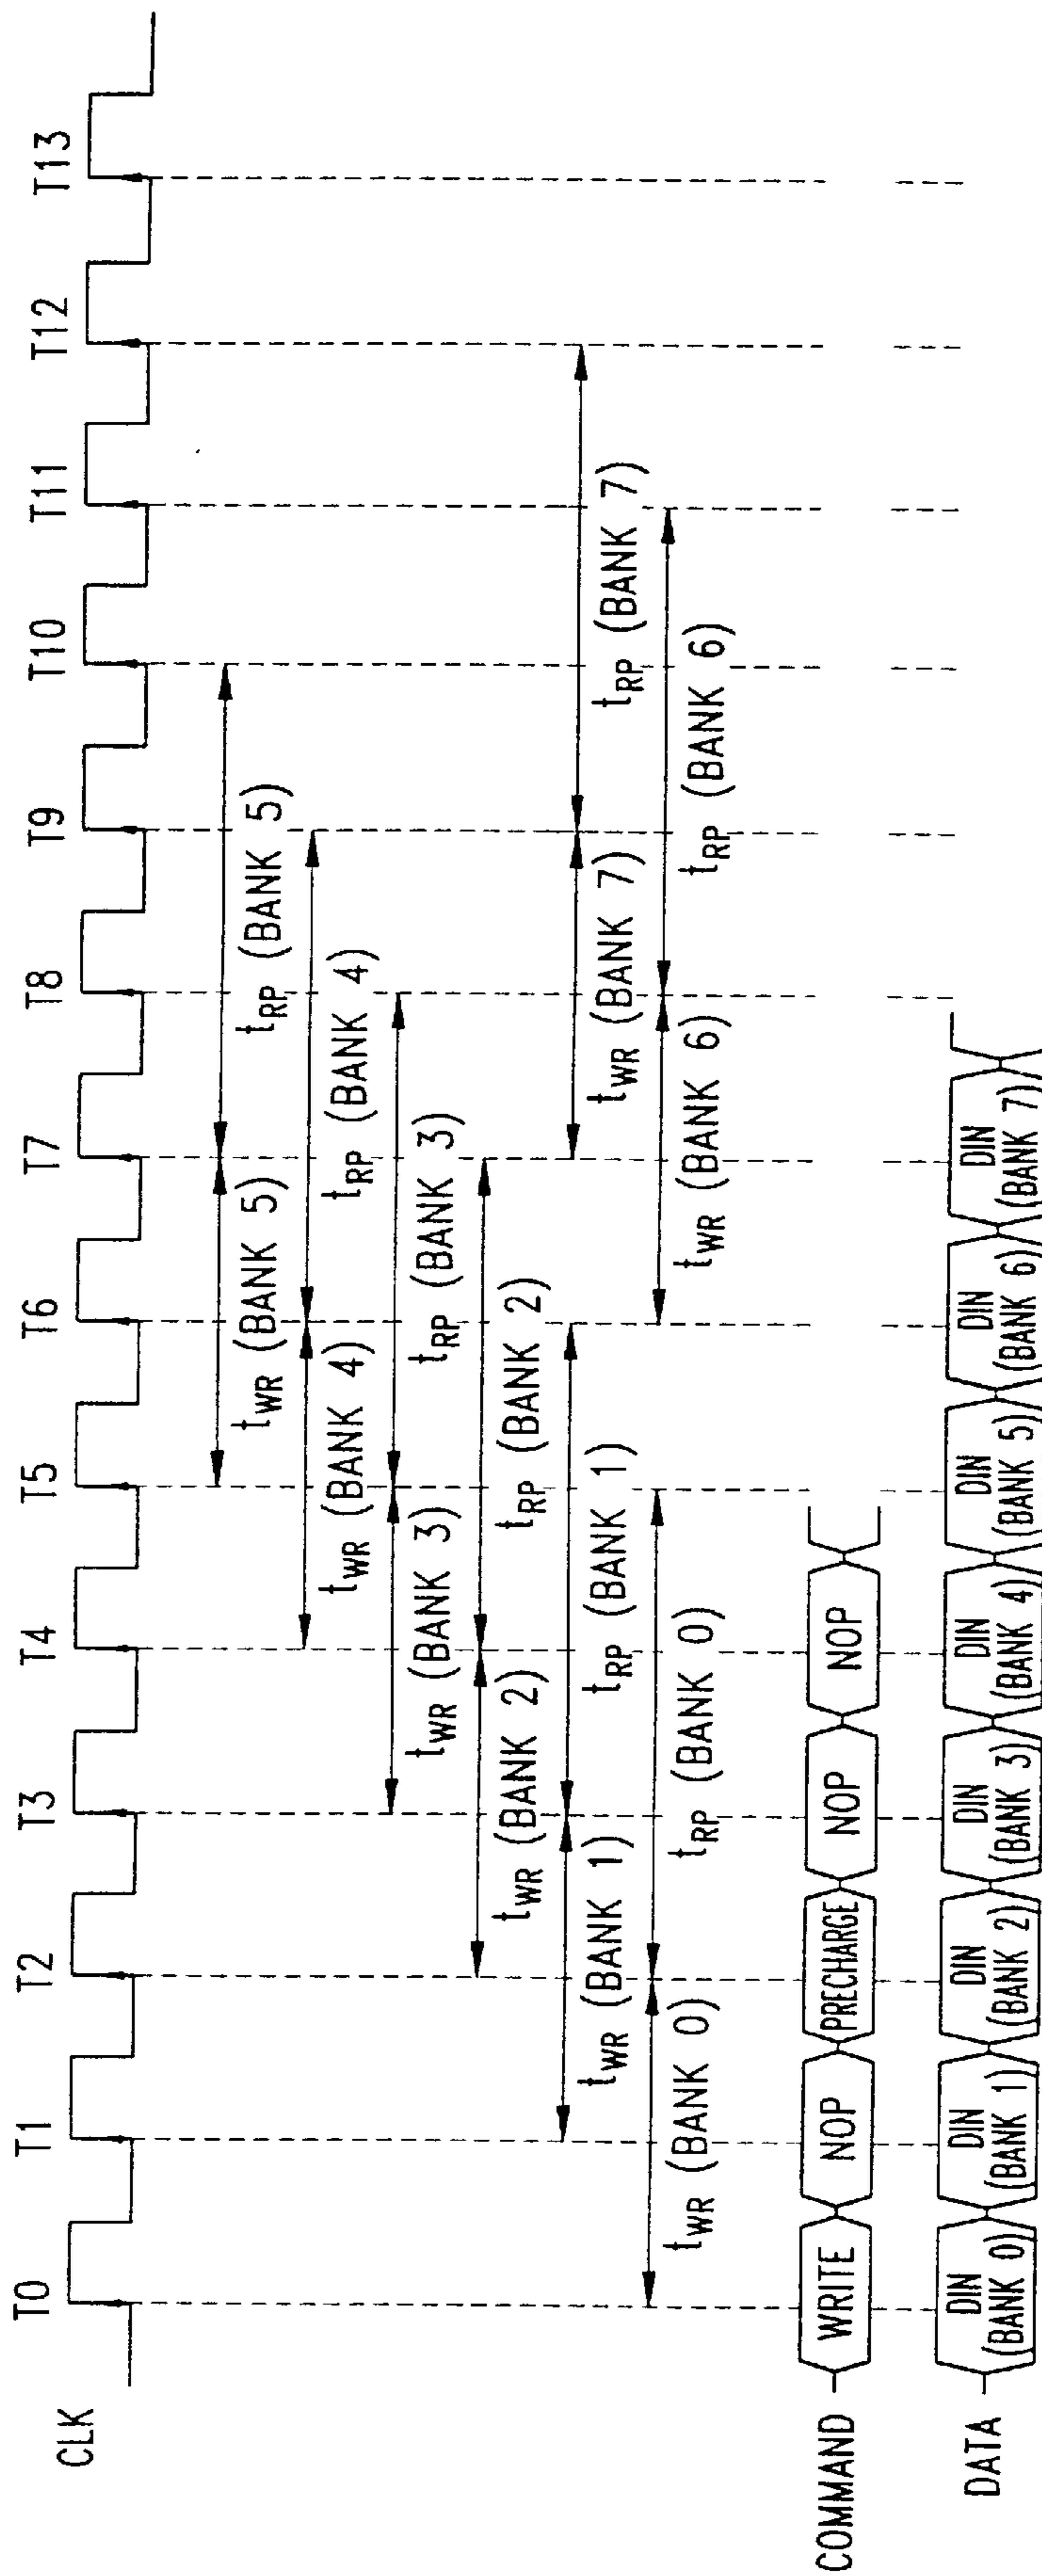 CLK
T0 T1 T2 T3 T4 T5 T6 T7 T8 T9 T10 T11 T12 T13
tWR (BANK 5) tRP (BANK 5)
tWR (BANK 4) tRP (BANK 4)
tWR (BANK 3) tRP (BANK 3)
tWR (BANK 2) tRP (BANK 2)
tWR (BANK 1) tRP (BANK 1) tWR (BANK 7) tRP (BANK 7)
tWR (BANK 0) tRP (BANK 0) tWR (BANK 6) tRP (BANK 6)
COMMAND WRITE NOP PRECHARGE NOP NOP
DATA DIN DIN DIN DIN DIN DIN DIN DIN
(BANK 0) (BANK 1) (BANK 2) (BANK 3) (BANK 4) (BANK 5) (BANK 6) (BANK 7)